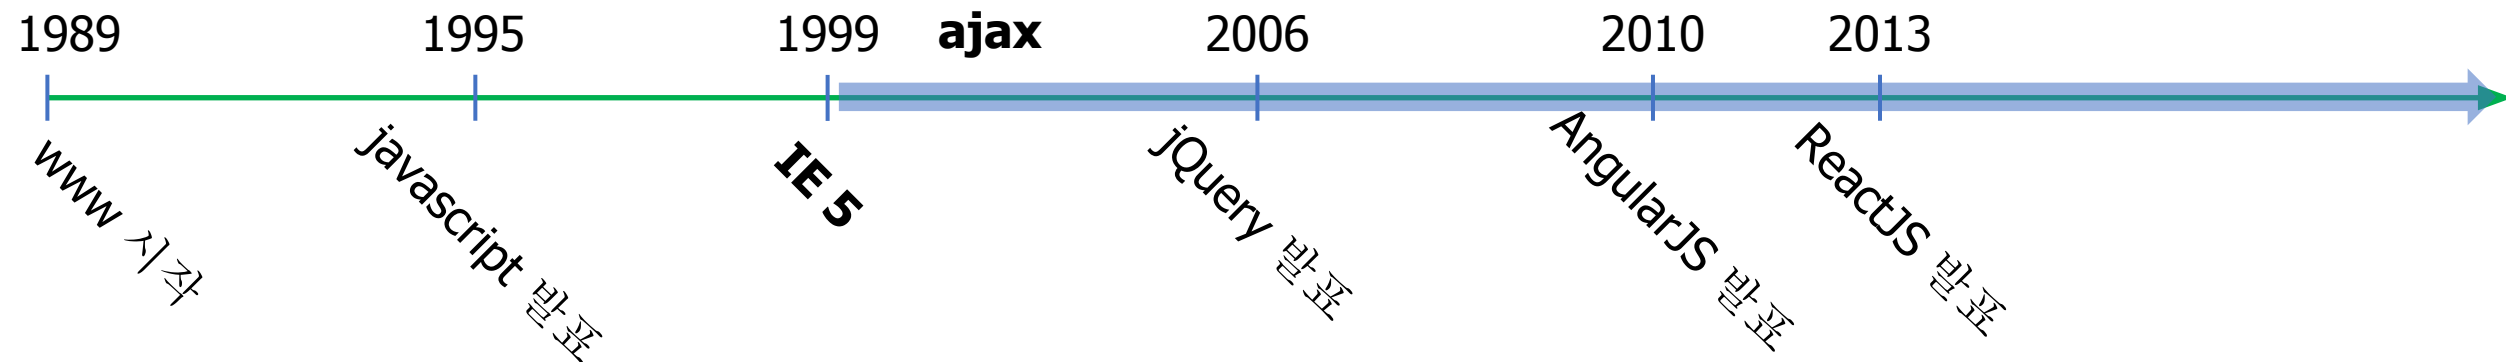 1989
1995
1999
ajax
2006
2010
2013
www 시작
javascript 발표
IE 5
jQuery 발표
AngularJS 발표
ReactJS 발표